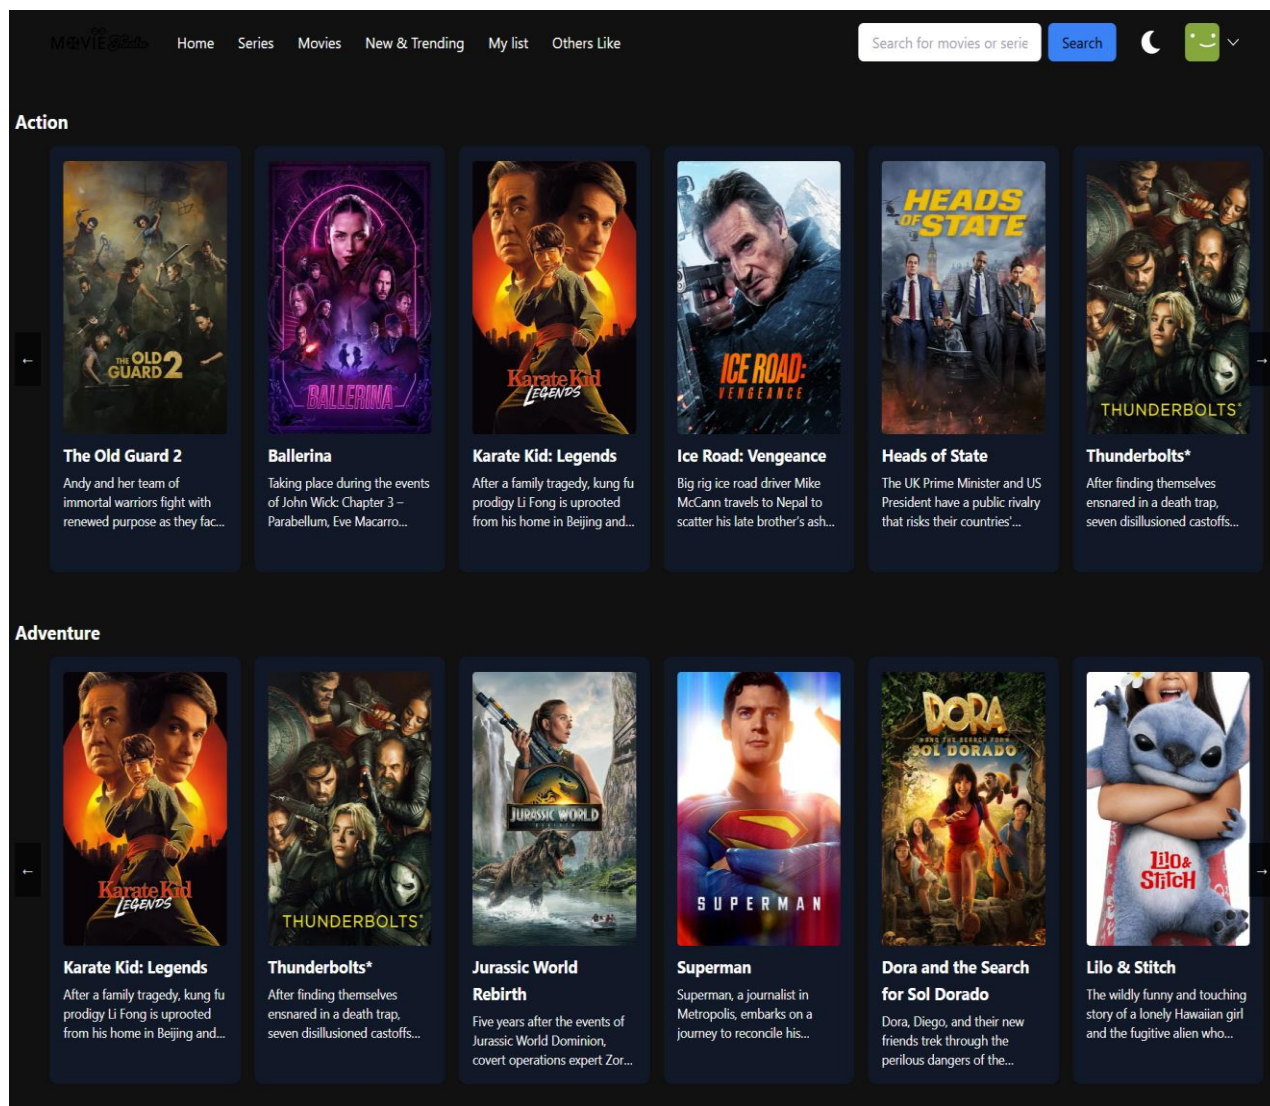 MOVIE
Home
Series
Movies
New & Trending
My list
Others Like
Search for movies or serie
Search
Action
←
→
THE OLD
GUARD 2
BALLERINA
Karate Kid
LEGENDS
ICE ROAD:
VENGEANCE
HEADS
OF STATE
THUNDERBOLTS*
The Old Guard 2
Andy and her team of
immortal warriors fight with
renewed purpose as they fac...
Ballerina
Taking place during the events
of John Wick: Chapter 3 –
Parabellum, Eve Macarro...
Karate Kid: Legends
After a family tragedy, kung fu
prodigy Li Fong is uprooted
from his home in Beijing and...
Ice Road: Vengeance
Big rig ice road driver Mike
McCann travels to Nepal to
scatter his late brother's ash...
Heads of State
The UK Prime Minister and US
President have a public rivalry
that risks their countries'...
Thunderbolts*
After finding themselves
ensnared in a death trap,
seven disillusioned castoffs...
Adventure
←
→
Karate Kid
LEGENDS
THUNDERBOLTS*
JURASSIC WORLD
REBIRTH
SUPERMAN
DORA
AND THE SEARCH FOR
SOL DORADO
Lilo &
Stitch
Karate Kid: Legends
After a family tragedy, kung fu
prodigy Li Fong is uprooted
from his home in Beijing and...
Thunderbolts*
After finding themselves
ensnared in a death trap,
seven disillusioned castoffs...
Jurassic World
Rebirth
Five years after the events of
Jurassic World Dominion,
covert operations expert Zor...
Superman
Superman, a journalist in
Metropolis, embarks on a
journey to reconcile his...
Dora and the Search
for Sol Dorado
Dora, Diego, and their new
friends trek through the
perilous dangers of the...
Lilo & Stitch
The wildly funny and touching
story of a lonely Hawaiian girl
and the fugitive alien who...